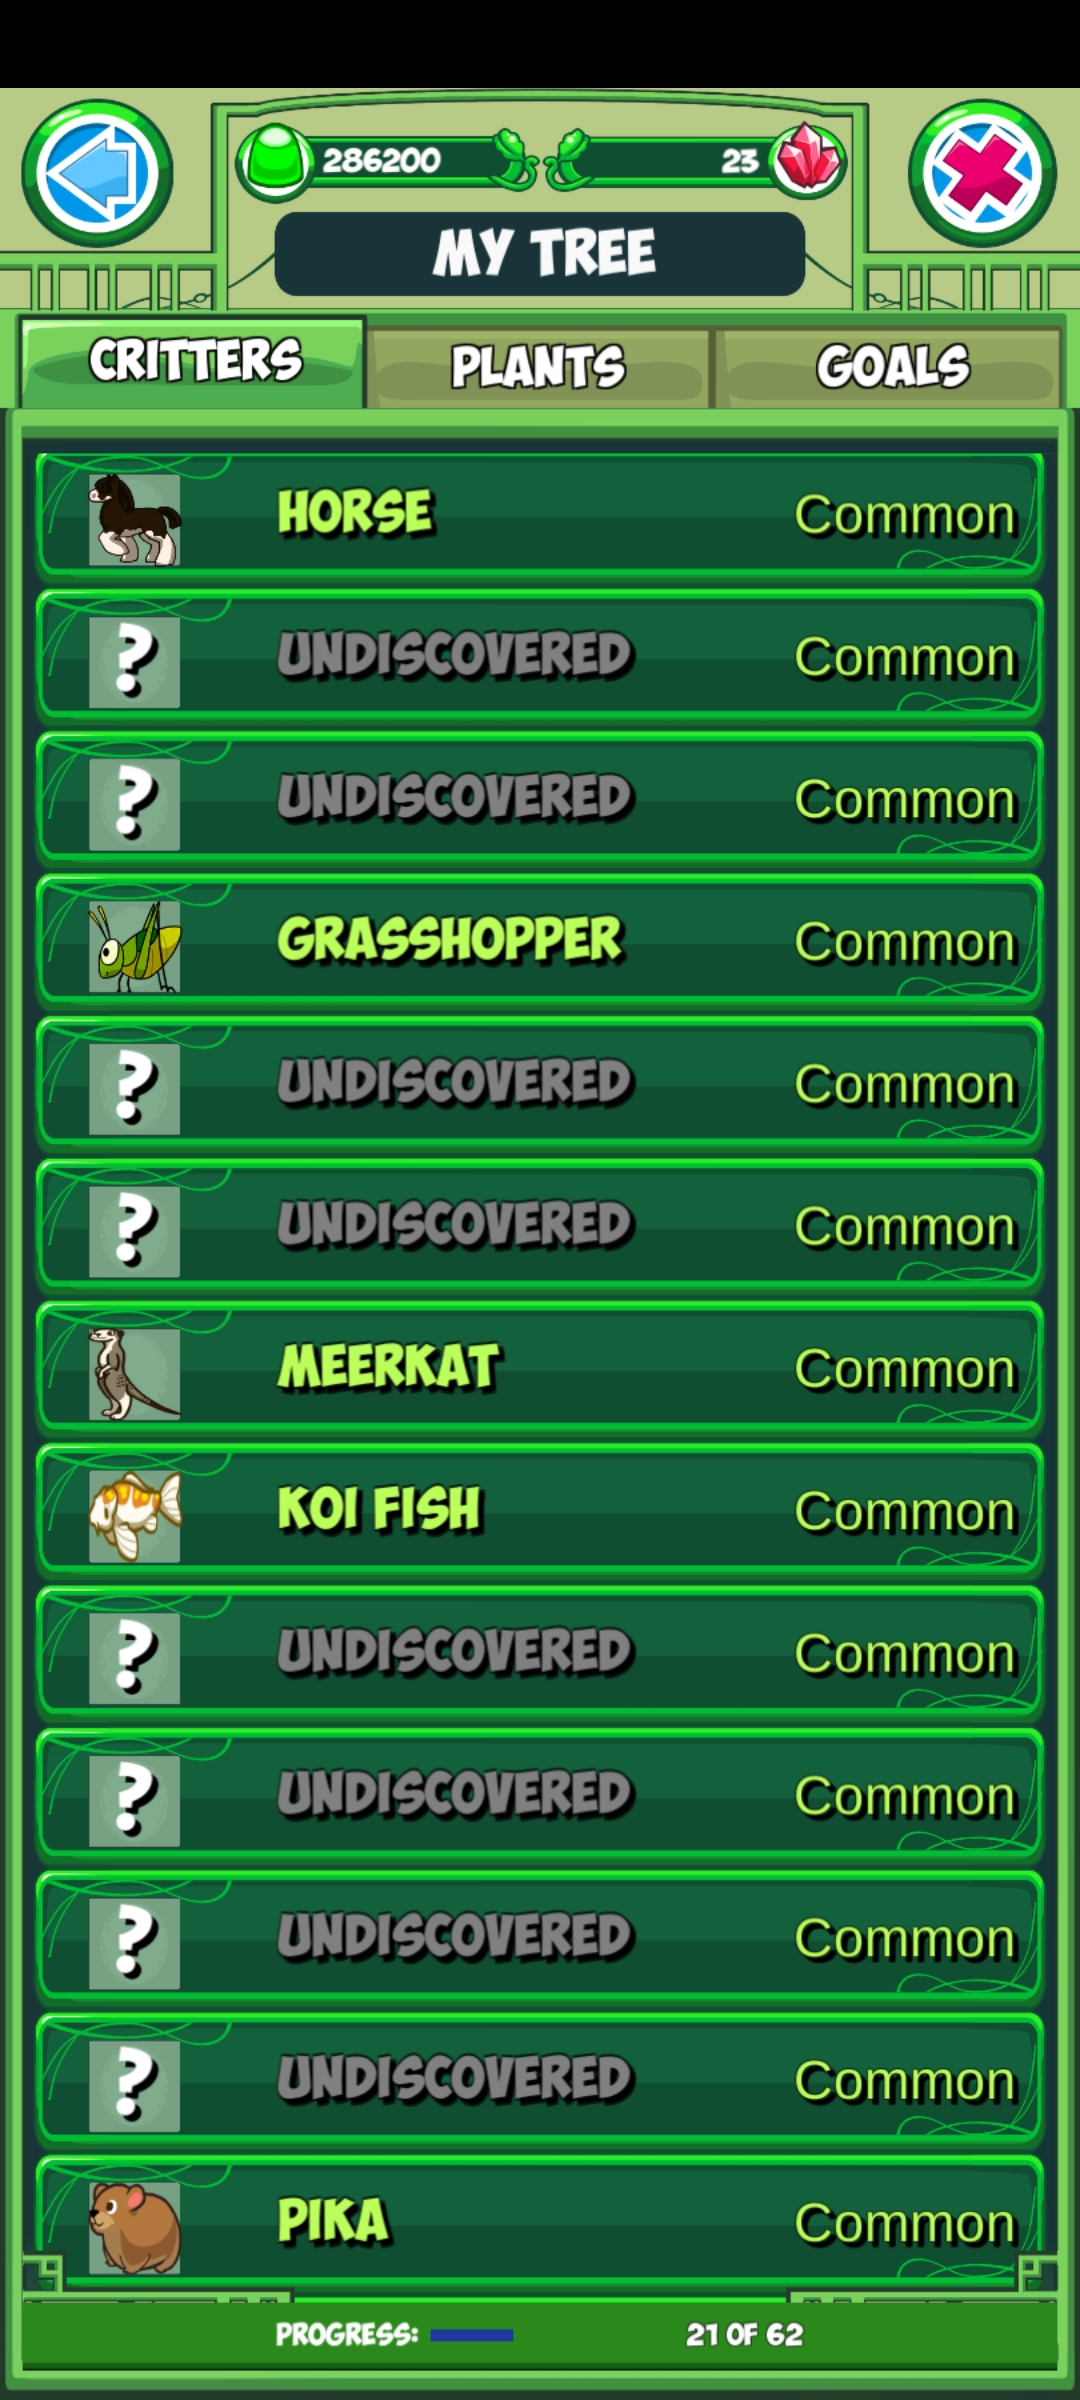 286200 23
MY TREE
CRITTERS PLANTS GOALS
HORSE Common
? UNDISCOVERED Common
? UNDISCOVERED Common
GRASSHOPPER Common
? UNDISCOVERED Common
? UNDISCOVERED Common
MEERKAT Common
KOI FISH Common
? UNDISCOVERED Common
? UNDISCOVERED Common
? UNDISCOVERED Common
? UNDISCOVERED Common
PIKA Common
PROGRESS: 21 OF 62